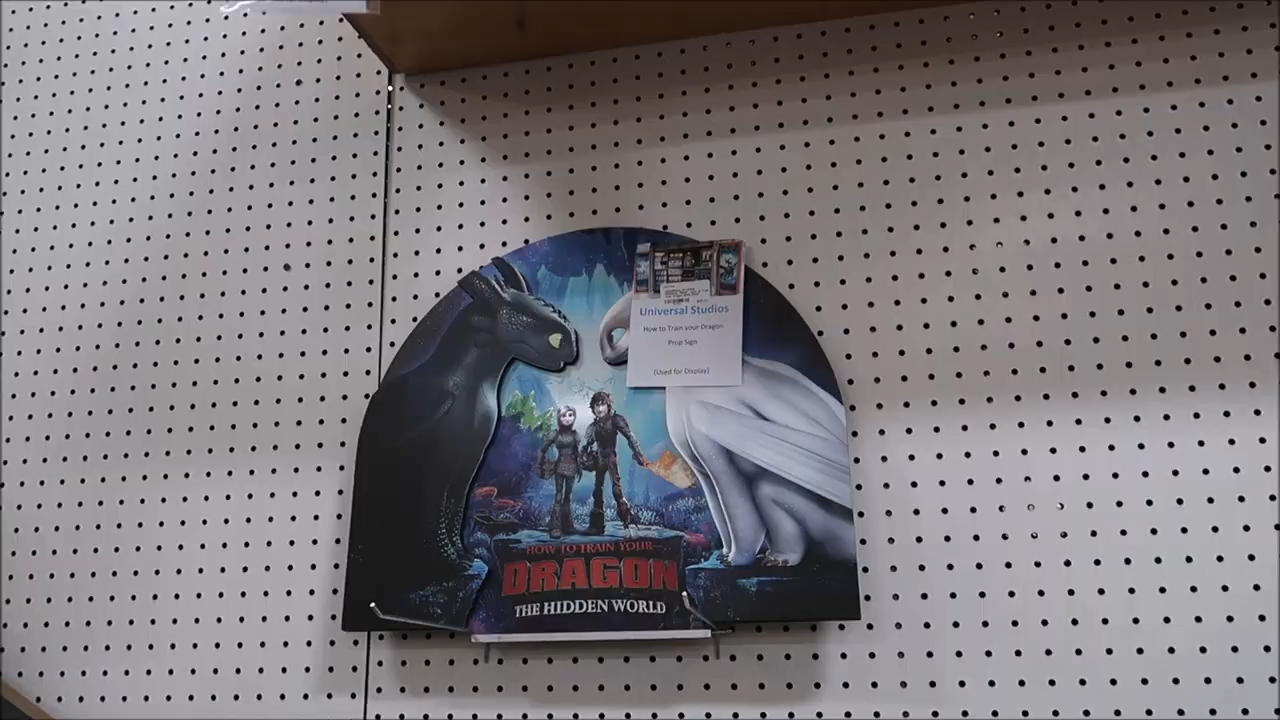 Universal Studios
How to Train your Dragon
Prop Sign
(Used for Display)
HOW TO TRAIN YOUR
DRAGON
THE HIDDEN WORLD